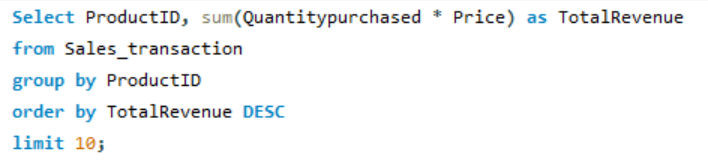 Select ProductID, sum(Quantitypurchased * Price) as TotalRevenue
from Sales_transaction
group by ProductID
order by TotalRevenue DESC
limit 10;